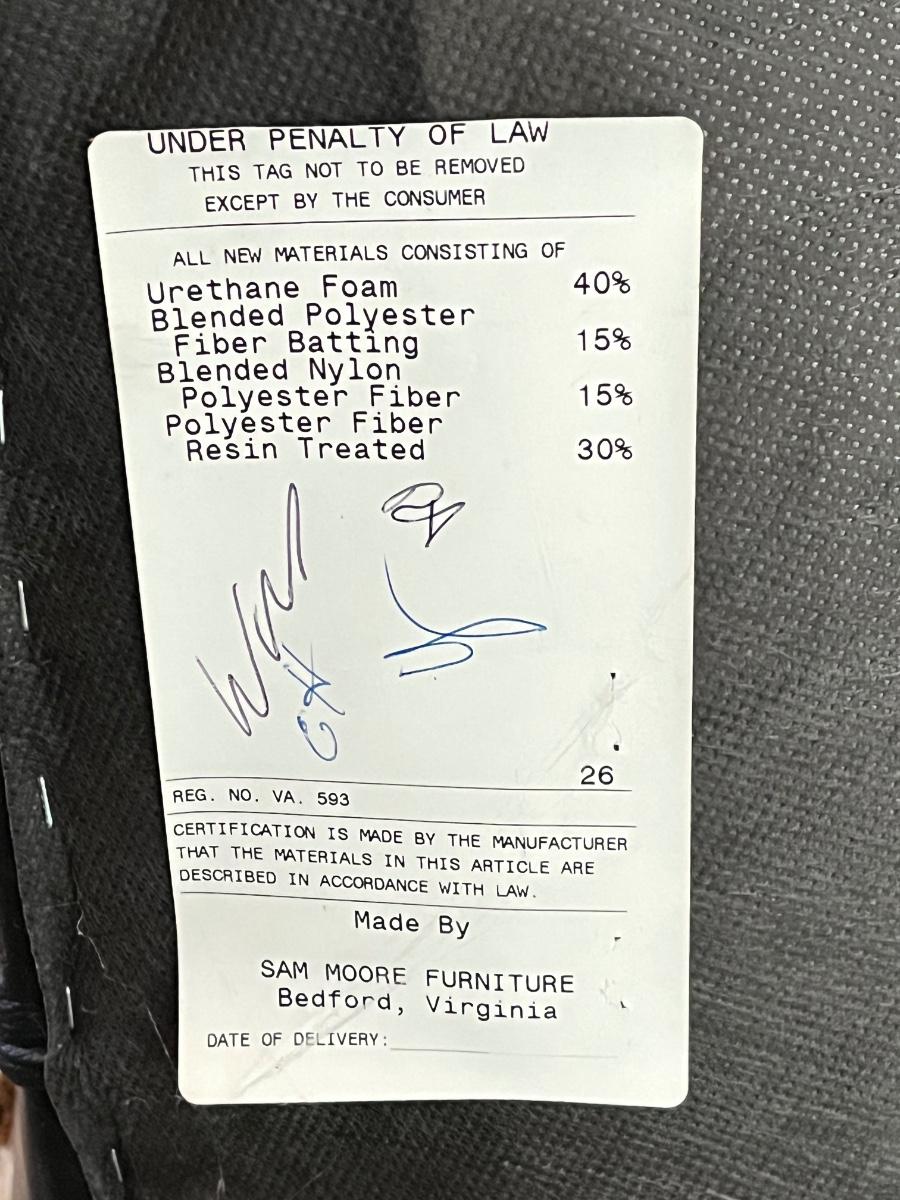 UNDER PENALTY OF LAW
THIS TAG NOT TO BE REMOVED
EXCEPT BY THE CONSUMER
ALL NEW MATERIALS CONSISTING OF
Urethane Foam 40%
Blended Polyester
Fiber Batting 15%
Blended Nylon
Polyester Fiber 15%
Polyester Fiber
Resin Treated 30%
26
REG. NO. VA. 593
CERTIFICATION IS MADE BY THE MANUFACTURER
THAT THE MATERIALS IN THIS ARTICLE ARE
DESCRIBED IN ACCORDANCE WITH LAW.
Made By
SAM MOORE FURNITURE
Bedford, Virginia
DATE OF DELIVERY: